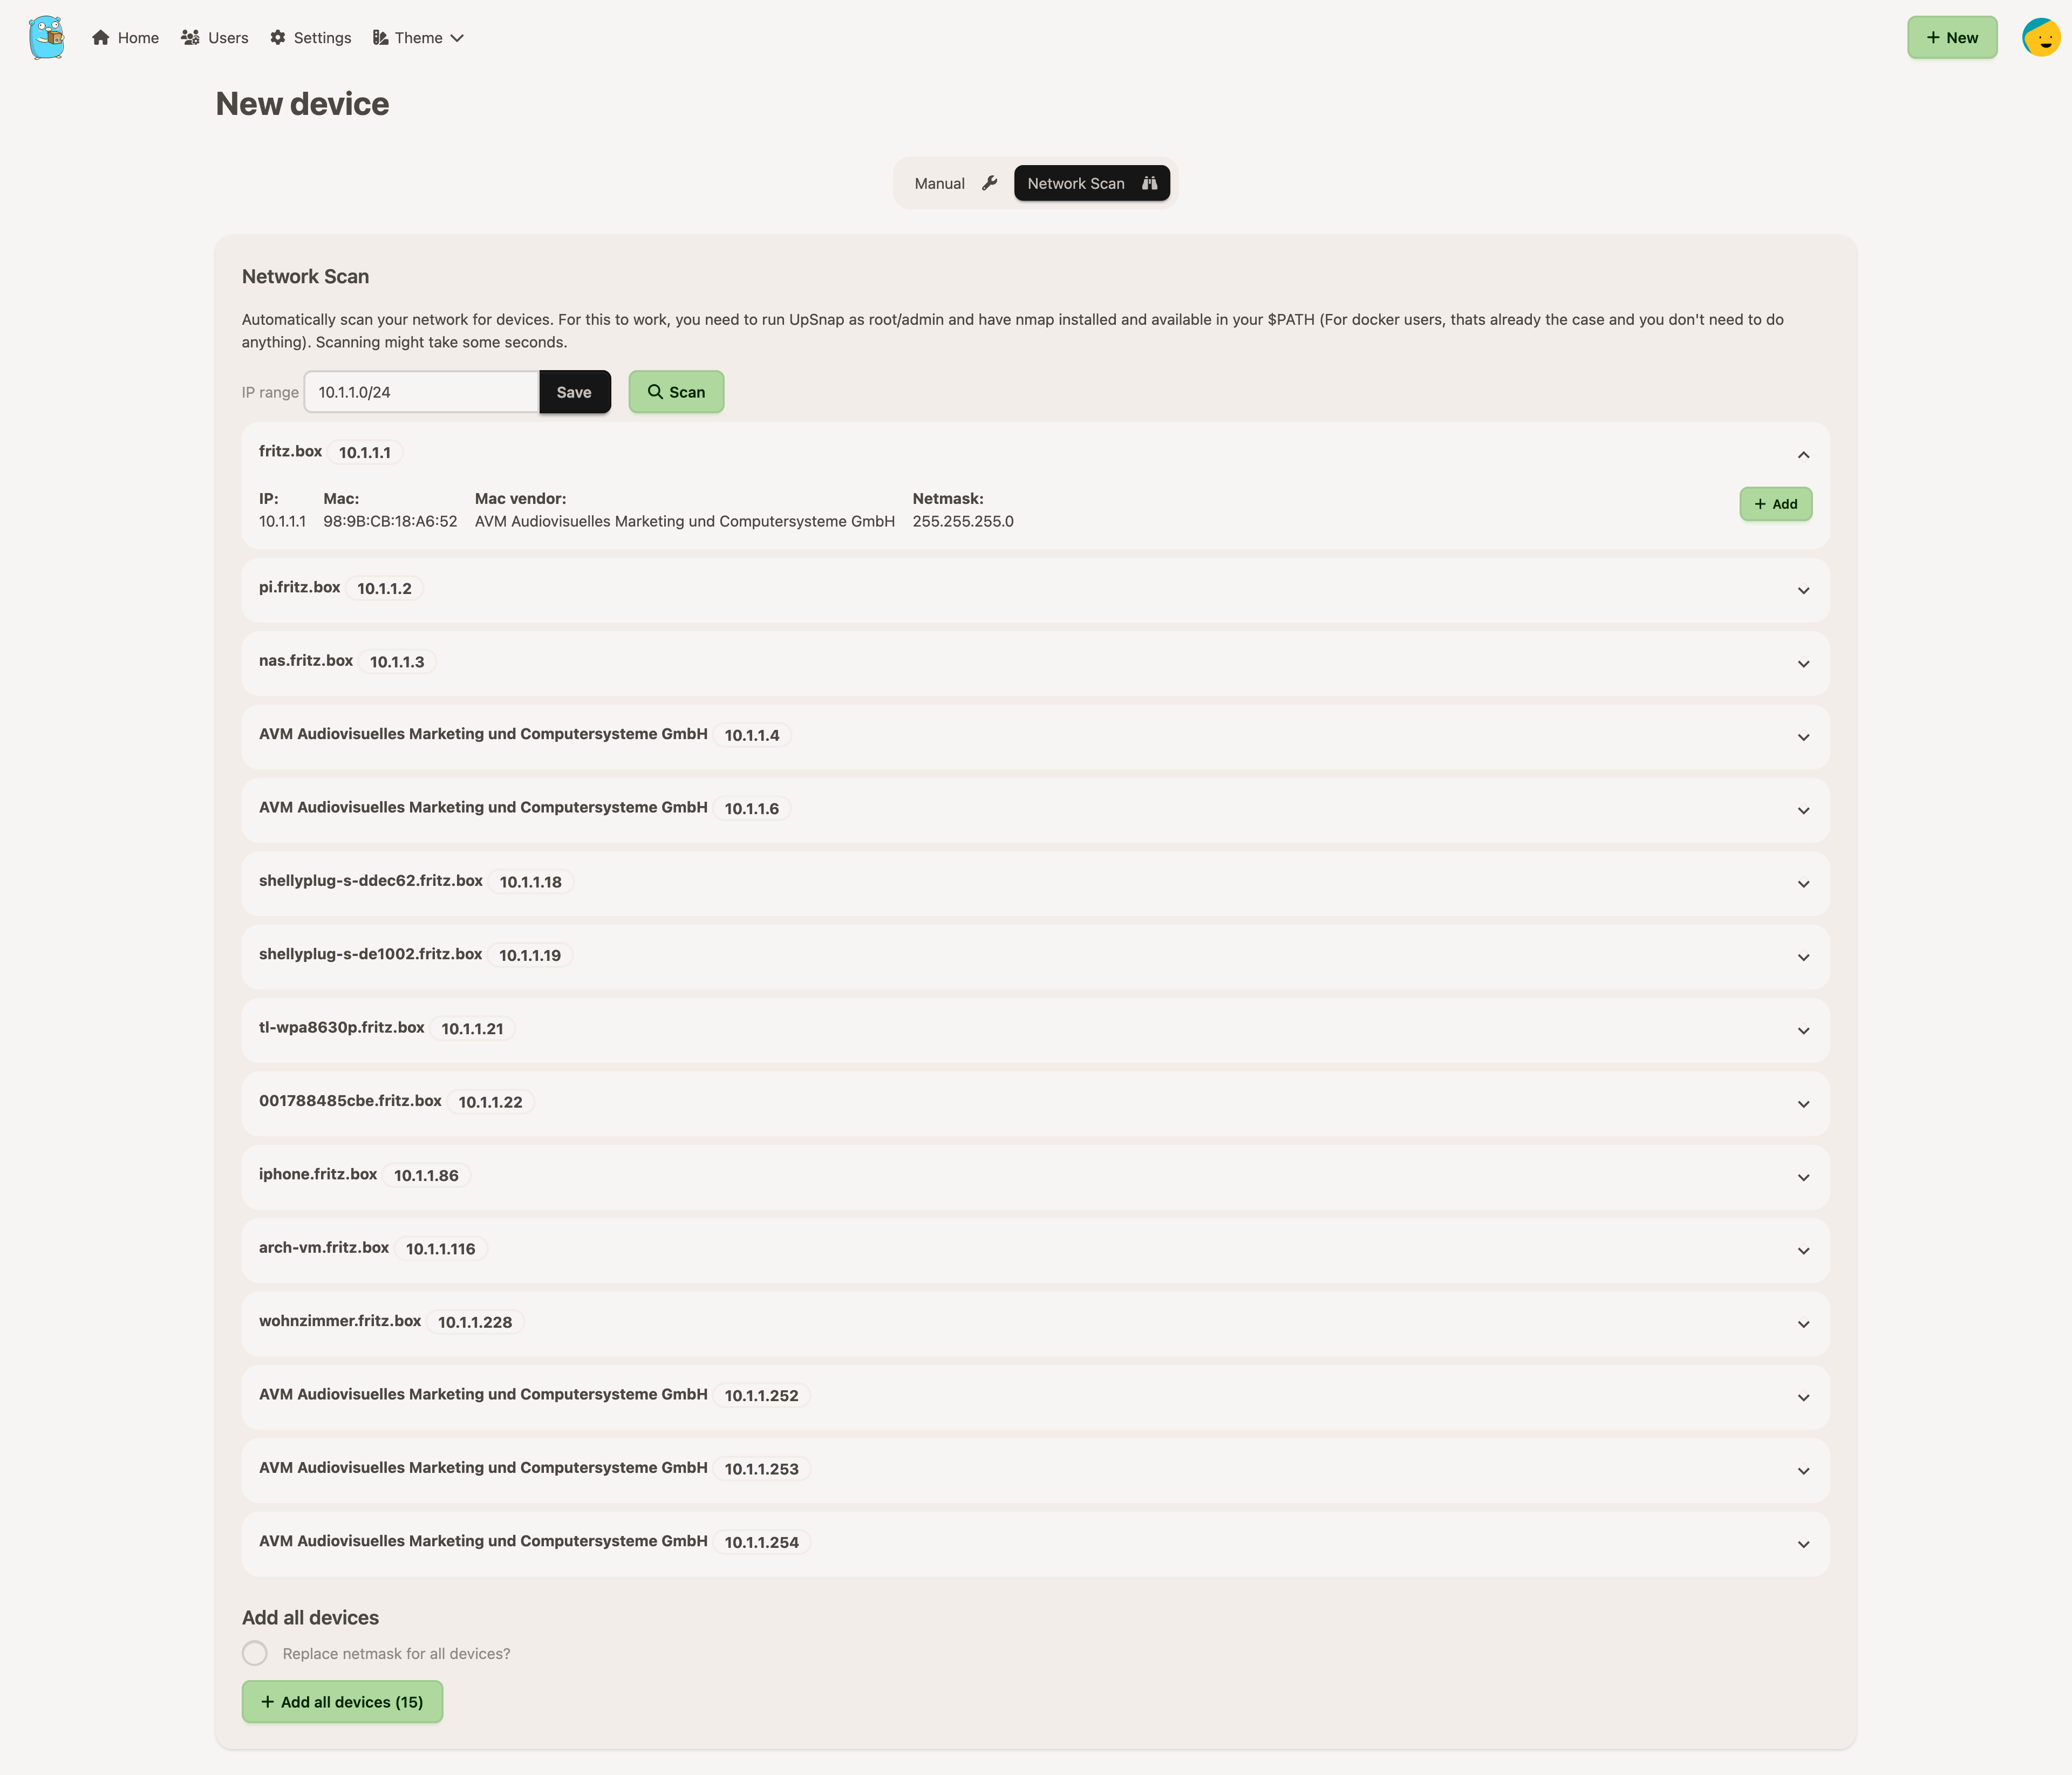 Home Users Settings Theme + New
New device
Manual Network Scan
Network Scan
Automatically scan your network for devices. For this to work, you need to run UpSnap as root/admin and have nmap installed and available in your $PATH (For docker users, thats already the case and you don't need to do
anything). Scanning might take some seconds.
IP range 10.1.1.0/24 Save Scan
fritz.box 10.1.1.1
IP: Mac: Mac vendor: Netmask:
10.1.1.1 98:9B:CB:18:A6:52 AVM Audiovisuelles Marketing und Computersysteme GmbH 255.255.255.0
+ Add
pi.fritz.box 10.1.1.2
nas.fritz.box 10.1.1.3
AVM Audiovisuelles Marketing und Computersysteme GmbH 10.1.1.4
AVM Audiovisuelles Marketing und Computersysteme GmbH 10.1.1.6
shellyplug-s-ddec62.fritz.box 10.1.1.18
shellyplug-s-de1002.fritz.box 10.1.1.19
tl-wpa8630p.fritz.box 10.1.1.21
001788485cbe.fritz.box 10.1.1.22
iphone.fritz.box 10.1.1.86
arch-vm.fritz.box 10.1.1.116
wohnzimmer.fritz.box 10.1.1.228
AVM Audiovisuelles Marketing und Computersysteme GmbH 10.1.1.252
AVM Audiovisuelles Marketing und Computersysteme GmbH 10.1.1.253
AVM Audiovisuelles Marketing und Computersysteme GmbH 10.1.1.254
Add all devices
Replace netmask for all devices?
+ Add all devices (15)